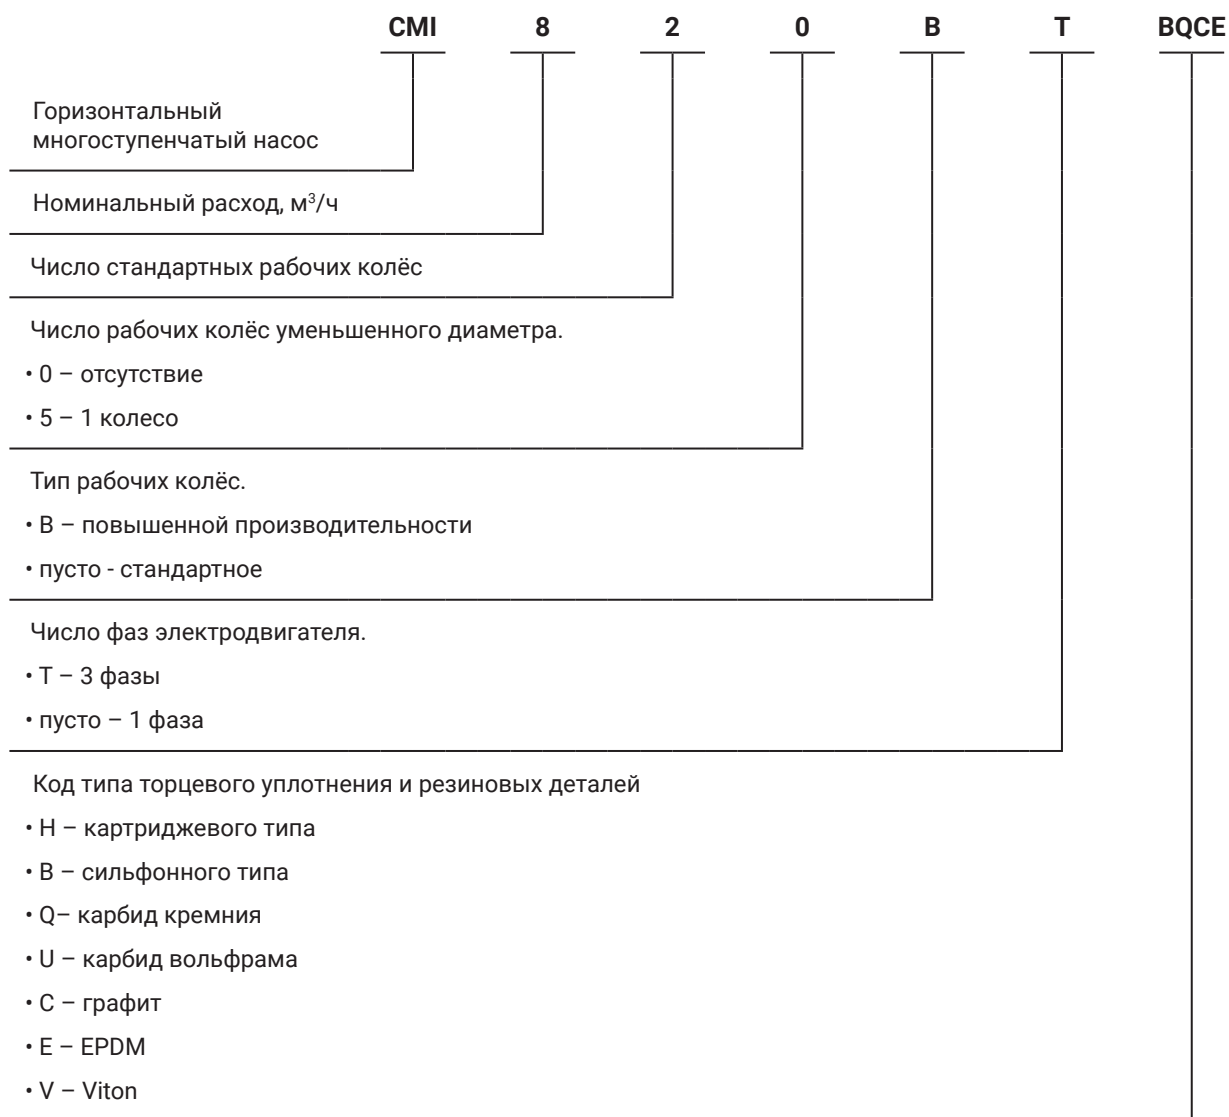 CMI 8 2 0 B T BQCE
Горизонтальный
многоступенчатый насос
Номинальный расход, м³/ч
Число стандартных рабочих колёс
Число рабочих колёс уменьшенного диаметра.
• 0 – отсутствие
• 5 – 1 колесо
Тип рабочих колёс.
• B – повышенной производительности
• пусто - стандартное
Число фаз электродвигателя.
• T – 3 фазы
• пусто – 1 фаза
Код типа торцевого уплотнения и резиновых деталей
• H – картриджевого типа
• B – сильфонного типа
• Q– карбид кремния
• U – карбид вольфрама
• C – графит
• E – EPDM
• V – Viton